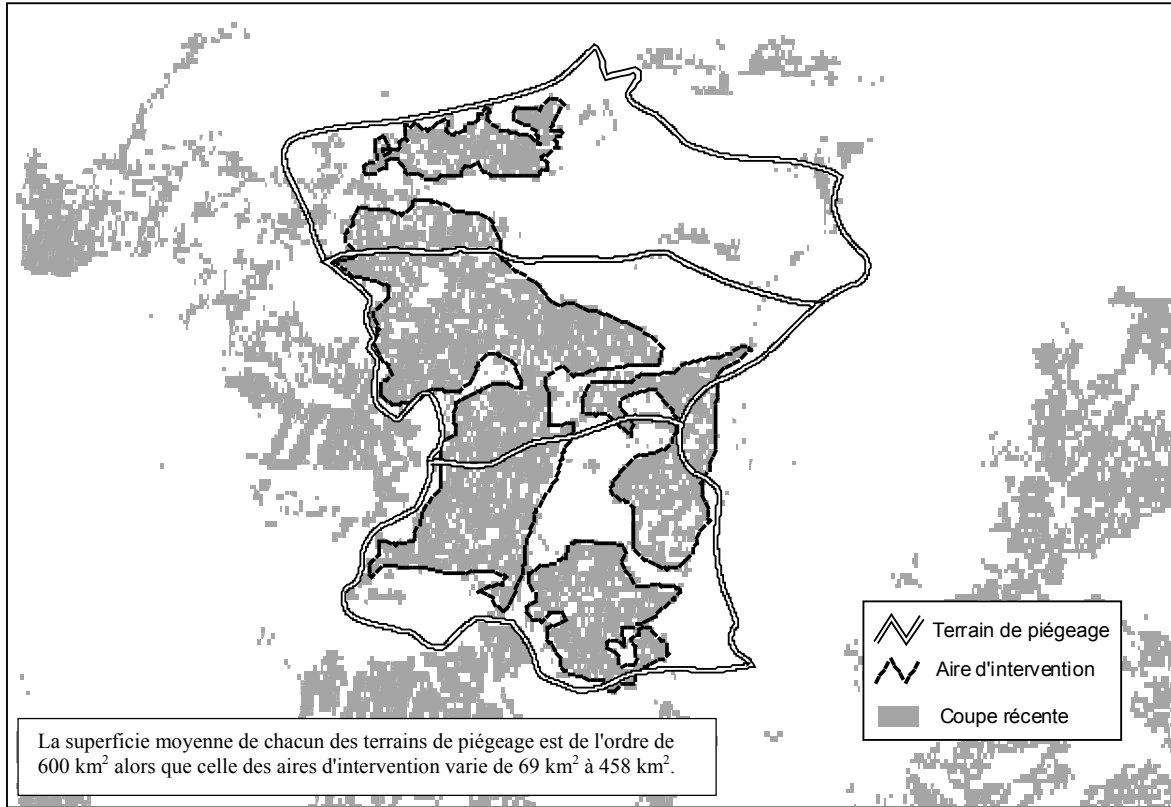 Terrain de piégeage
Aire d'intervention
Coupe récente
La superficie moyenne de chacun des terrains de piégeage est de l'ordre de
600 km² alors que celle des aires d'intervention varie de 69 km² à 458 km².